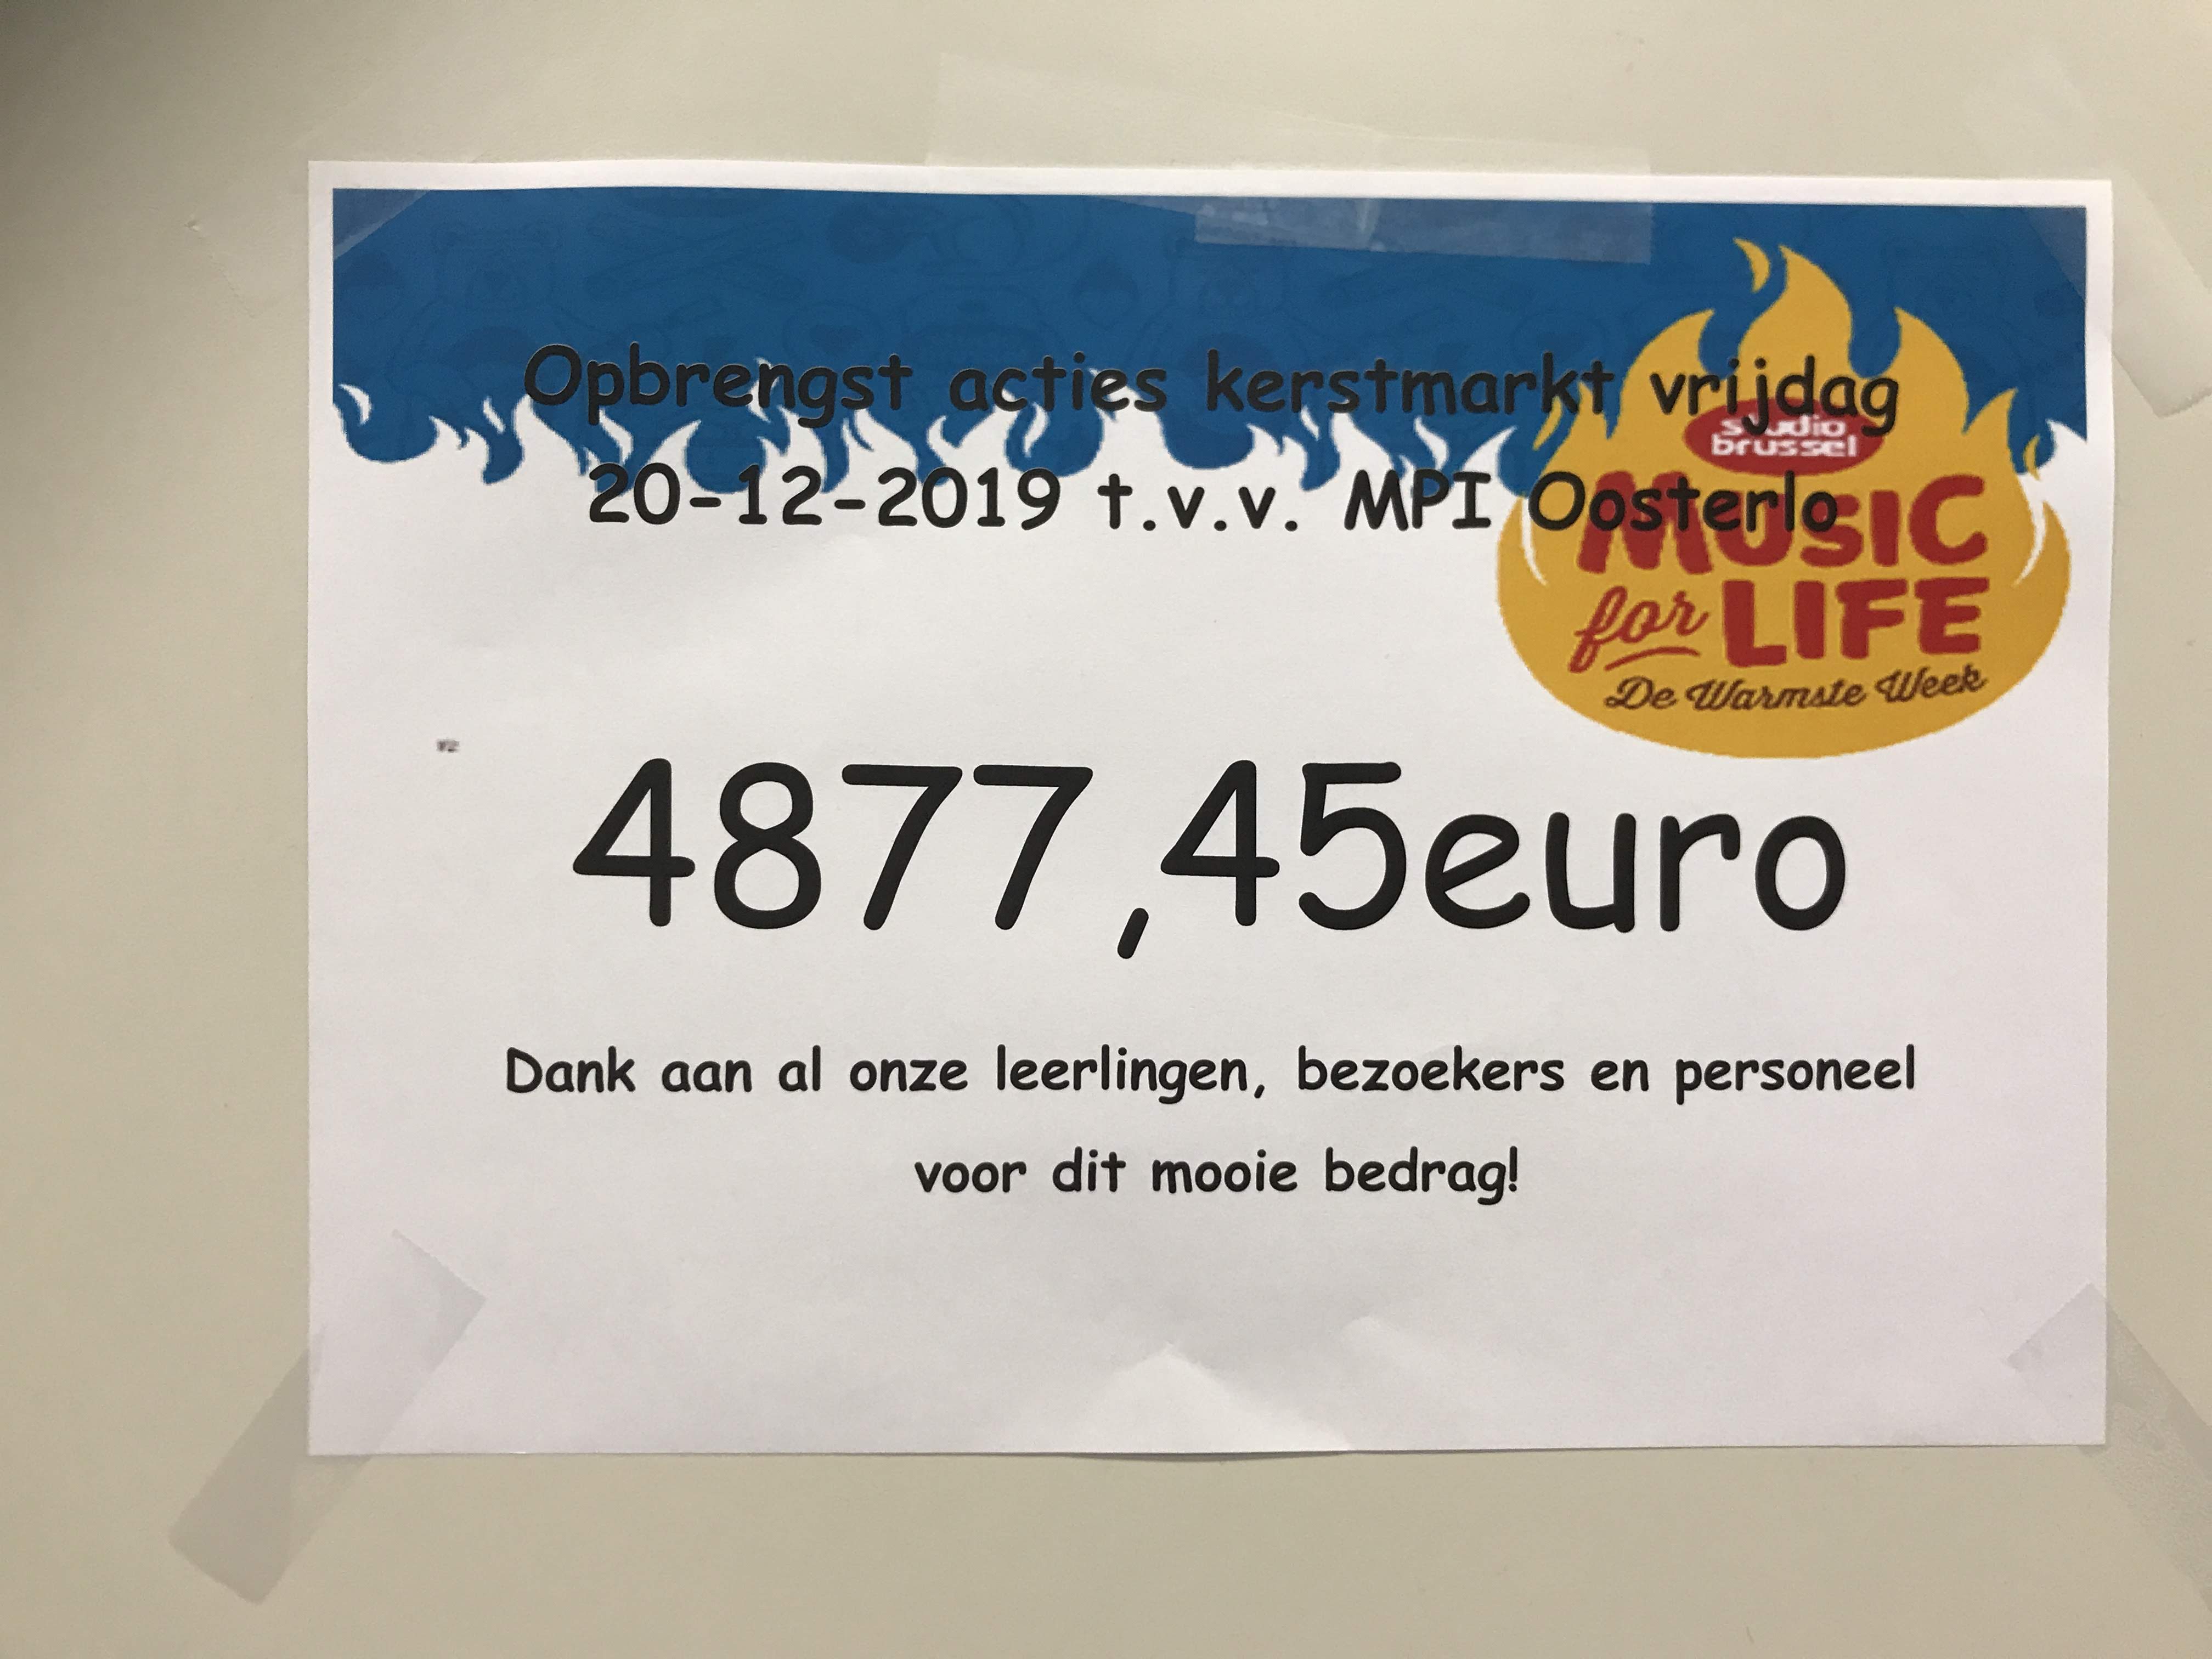 Opbrengst acties kerstmarkt vrijdag
20-12-2019 t.v.v. MPI Oosterlo
studio
brussel
MUSIC
for LIFE
De Warmste Week
4877,45euro
Dank aan al onze leerlingen, bezoekers en personeel
voor dit mooie bedrag!